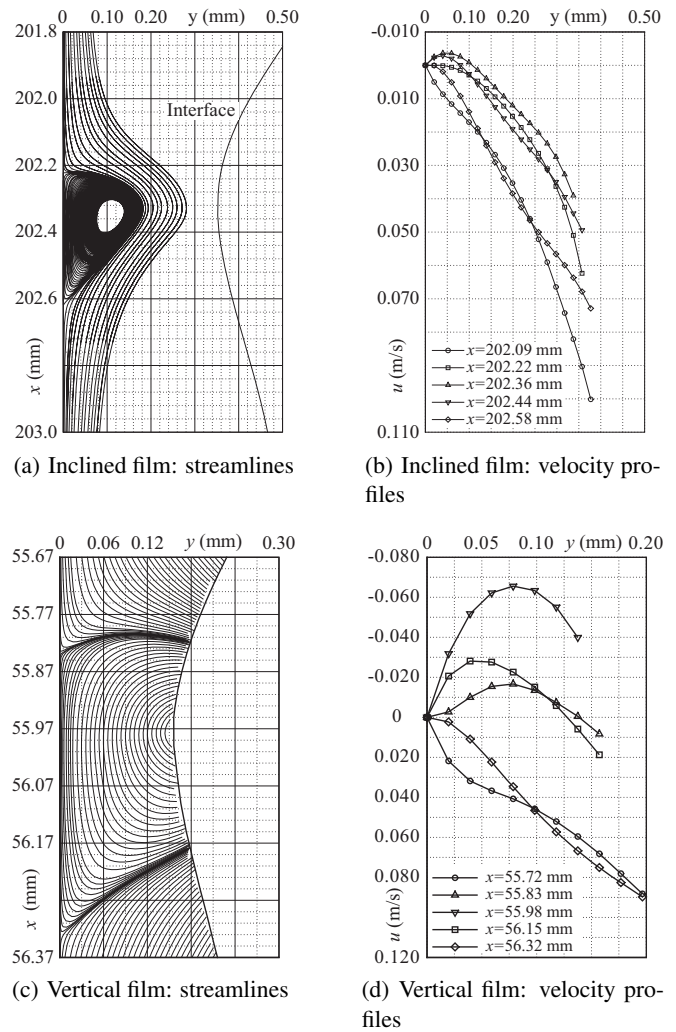 0 0.10 0.20 y (mm) 0.50
201.8
202.0
Interface
202.2
202.4
202.6
x (mm)
203.0
(a) Inclined film: streamlines
0 0.10 0.20 y (mm) 0.50
-0.010
0.010
0.030
0.050
0.070
u (m/s)
0.110
x=202.09 mm
x=202.22 mm
x=202.36 mm
x=202.44 mm
x=202.58 mm
(b) Inclined film: velocity pro-
files
0 0.06 0.12 y (mm) 0.30
55.67
55.77
55.87
55.97
56.07
56.17
x (mm)
56.37
(c) Vertical film: streamlines
0 0.05 0.10 y (mm) 0.20
-0.080
-0.060
-0.040
-0.020
0
0.020
0.040
0.060
0.080
u (m/s)
0.120
x=55.72 mm
x=55.83 mm
x=55.98 mm
x=56.15 mm
x=56.32 mm
(d) Vertical film: velocity pro-
files